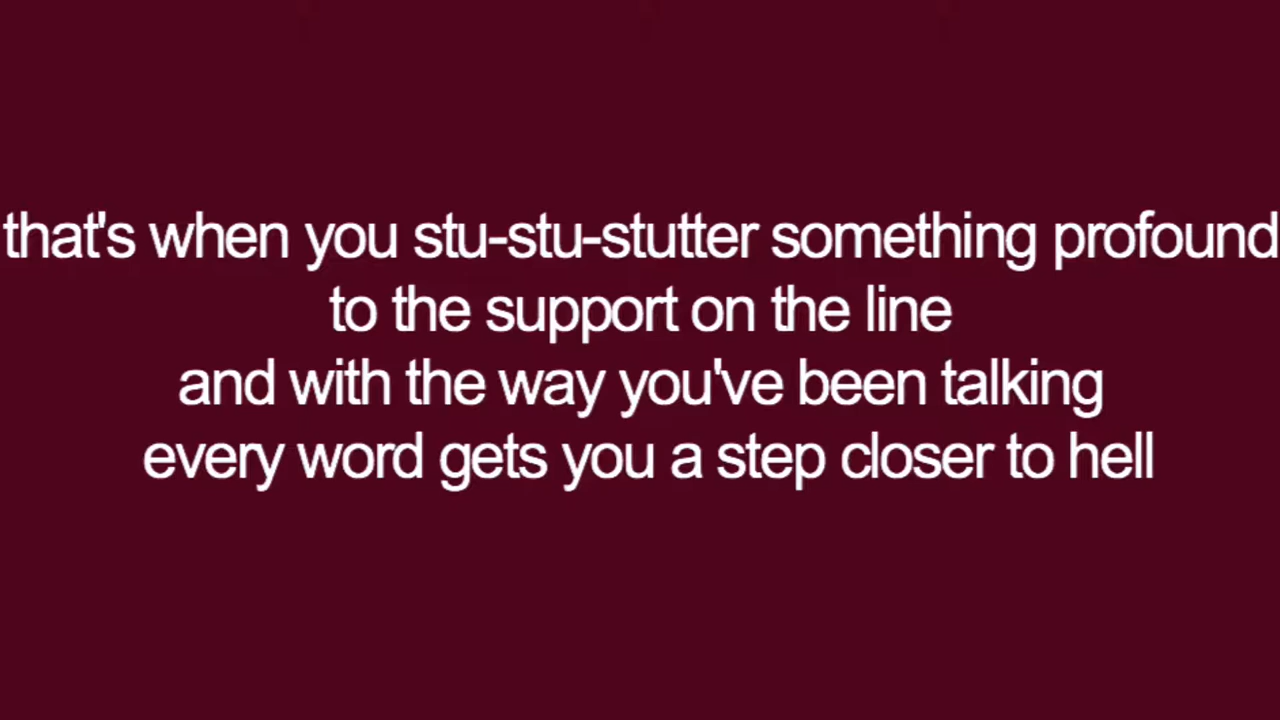 that's when you stu-stu-stutter something profound
to the support on the line
and with the way you've been talking
every word gets you a step closer to hell